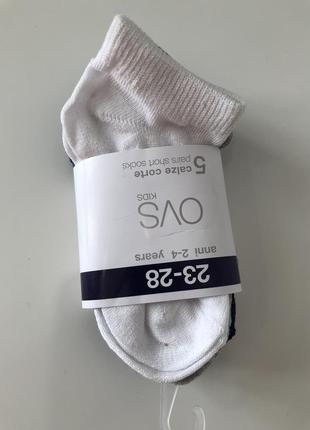 23-28
anni 2-4 years
OVS
KIDS
5 calze corte
pairs short socks